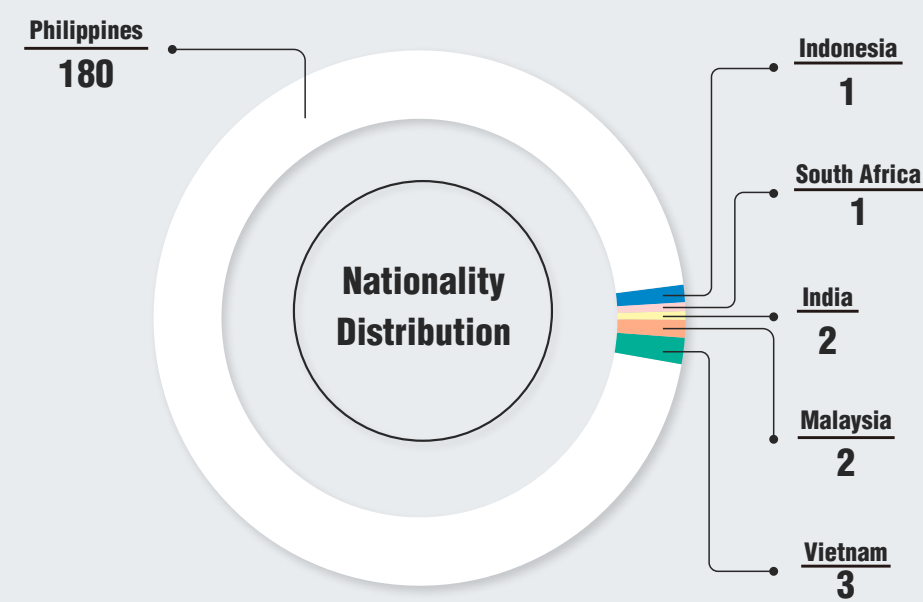 Philippines
180
Nationality
Distribution
Indonesia
1
South Africa
1
India
2
Malaysia
2
Vietnam
3